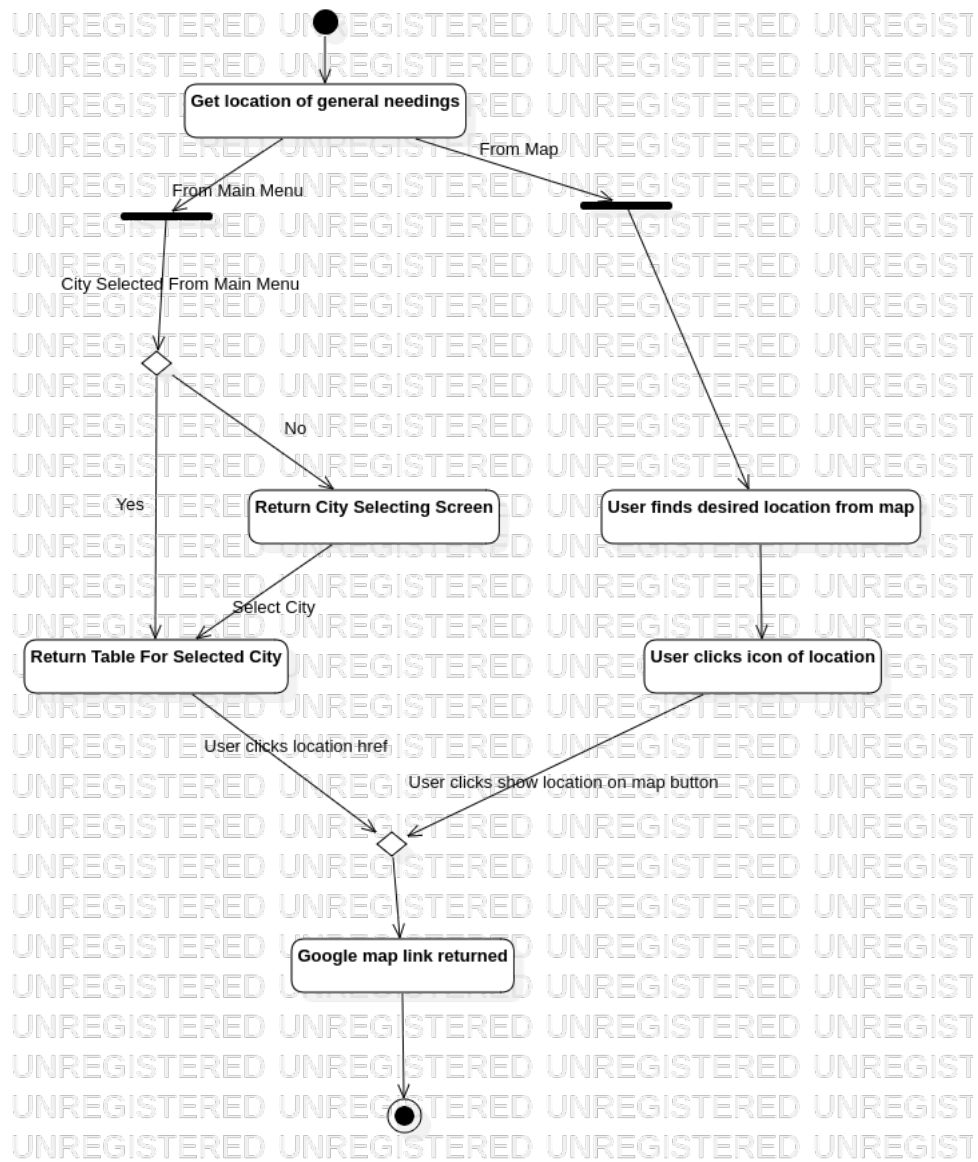 Get location of general needings
From Map
From Main Menu
City Selected From Main Menu
No
Yes
Return City Selecting Screen
User finds desired location from map
Select City
Return Table For Selected City
User clicks icon of location
User clicks location href
User clicks show location on map button
Google map link returned
UNREGISTERED